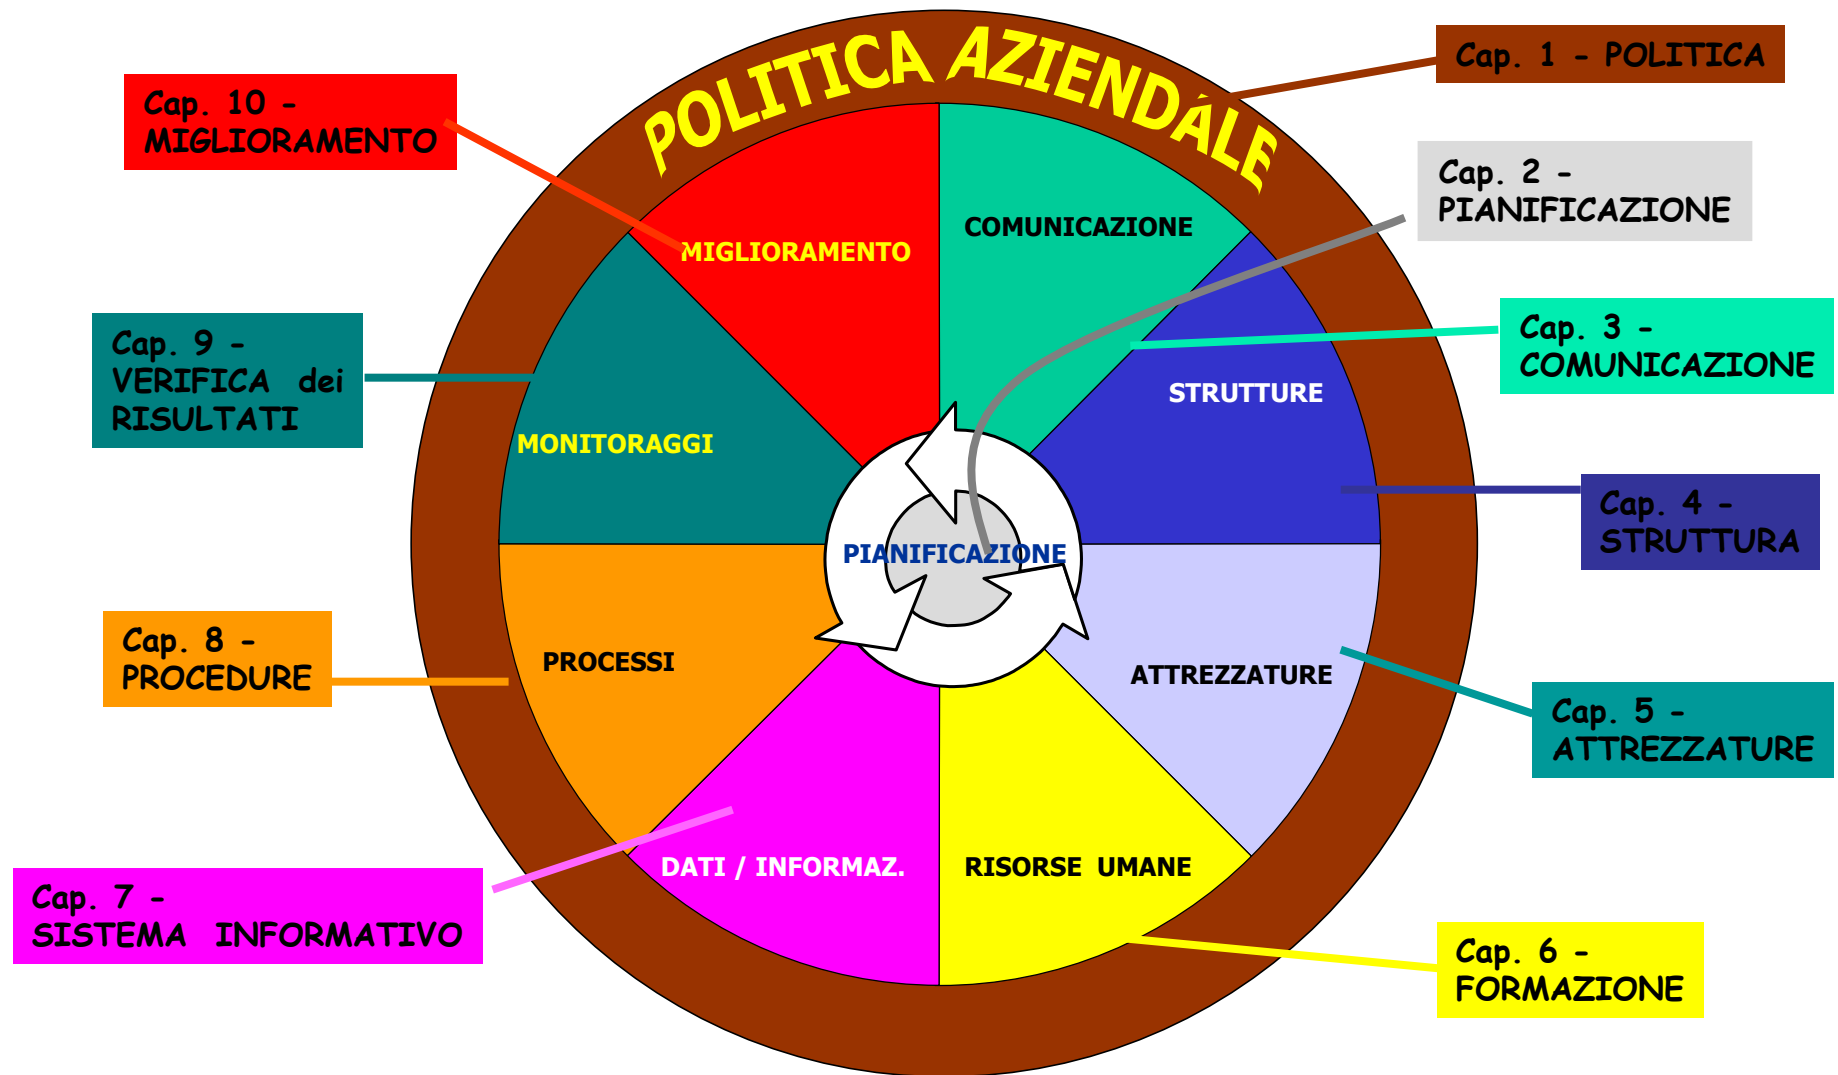 POLITICA AZIENDALE
Cap. 1 - POLITICA
Cap. 10 -
MIGLIORAMENTO
Cap. 2 -
PIANIFICAZIONE
COMUNICAZIONE
MIGLIORAMENTO
Cap. 3 -
COMUNICAZIONE
Cap. 9 -
VERIFICA dei
RISULTATI
STRUTTURE
MONITORAGGI
Cap. 4 -
STRUTTURA
PIANIFICAZIONE
Cap. 8 -
PROCEDURE
PROCESSI
ATTREZZATURE
Cap. 5 -
ATTREZZATURE
DATI / INFORMAZ.
RISORSE UMANE
Cap. 7 -
SISTEMA INFORMATIVO
Cap. 6 -
FORMAZIONE